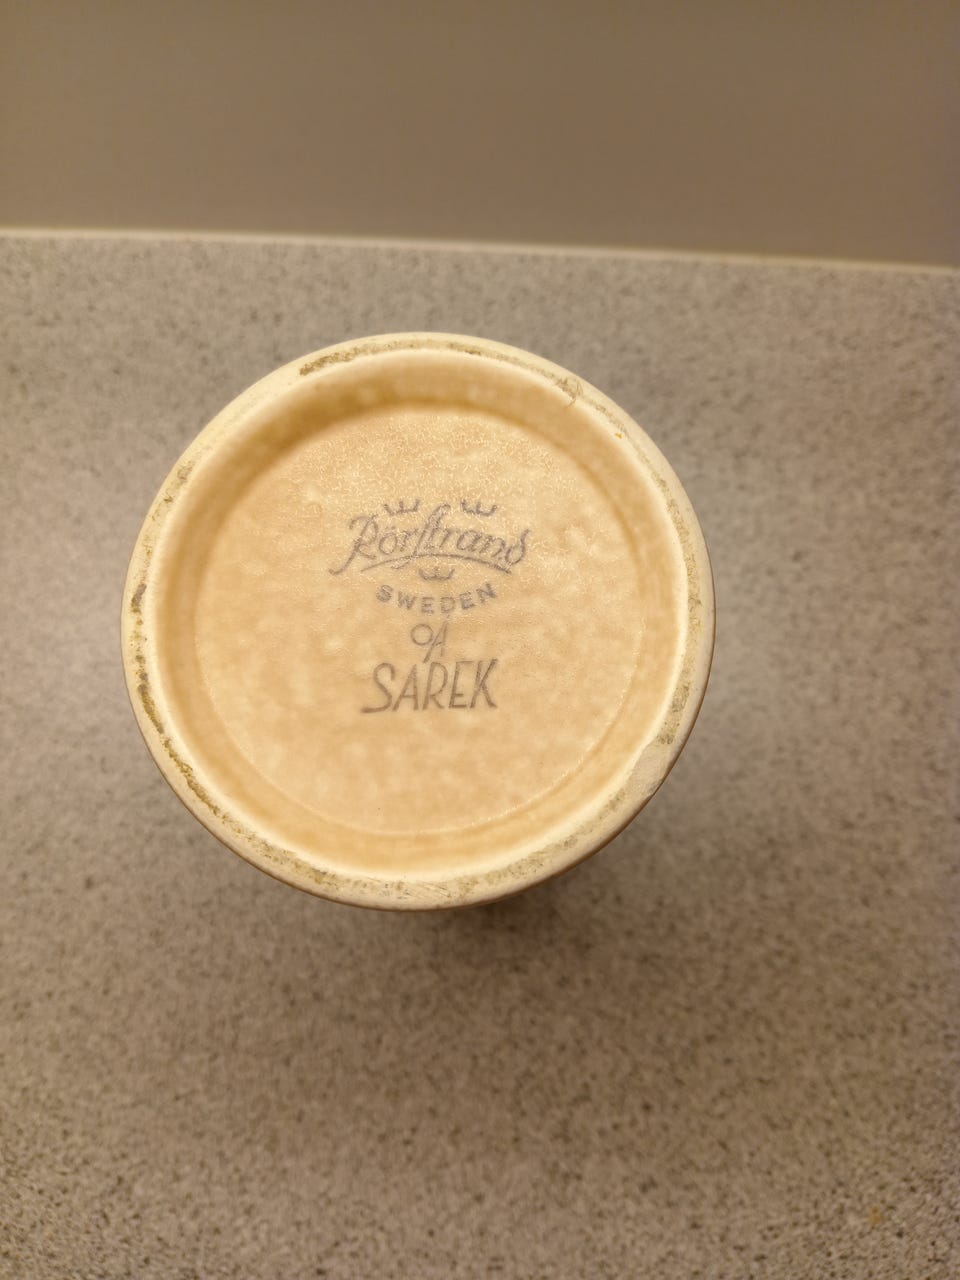 Rörstrand
SWEDEN
OA
SAREK